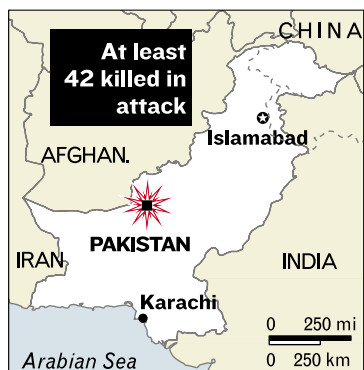 CHINA
At least
42 killed in
attack
Islamabad
AFGHAN.
PAKISTAN
IRAN
INDIA
Karachi
0 250 mi
0 250 km
Arabian Sea